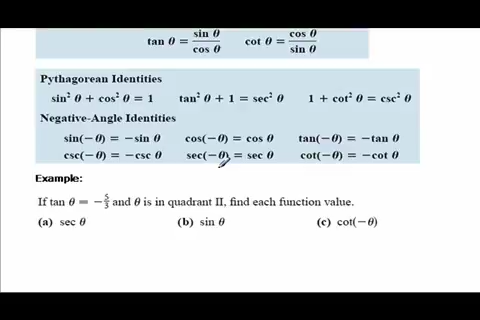 tan θ = sin θ / cos θ    cot θ = cos θ / sin θ
Pythagorean Identities
sin² θ + cos² θ = 1    tan² θ + 1 = sec² θ    1 + cot² θ = csc² θ
Negative-Angle Identities
sin(−θ) = −sin θ    cos(−θ) = cos θ    tan(−θ) = −tan θ
csc(−θ) = −csc θ    sec(−θ) = sec θ    cot(−θ) = −cot θ
Example:
If tan θ = −5/3 and θ is in quadrant II, find each function value.
(a) sec θ    (b) sin θ    (c) cot(−θ)